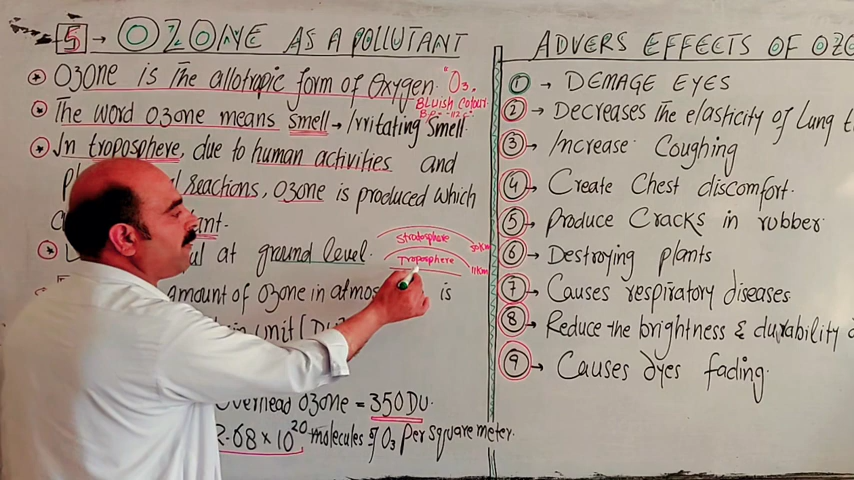 5 → OZONE AS A POLLUTANT
* Ozone is The allotropic form of Oxygen. "O3.
Bluish Colour.
B.P= -112 c°
* The word Ozone means smell → Irritating smell.
* In troposphere, due to human activities and
reactions, Ozone is produced which
at ground level.
Stratosphere
50Km
Troposphere
11Km
amount of Ozone in atmos is
unit
overhead Ozone = 350 DU.
2.68 × 10^20 molecules of O3 per square meter.
ADVERS EFFECTS OF OZO
1 → DEMAGE EYES
2 → Decreases The elasticity of Lung
3 → Increase Coughing
4 → Create Chest discomfort.
5 → Produce Cracks in rubber.
6 → Destroying plants
7 → Causes respiratory diseases
8 → Reduce the brightness & durability
9 → Causes dyes fading.